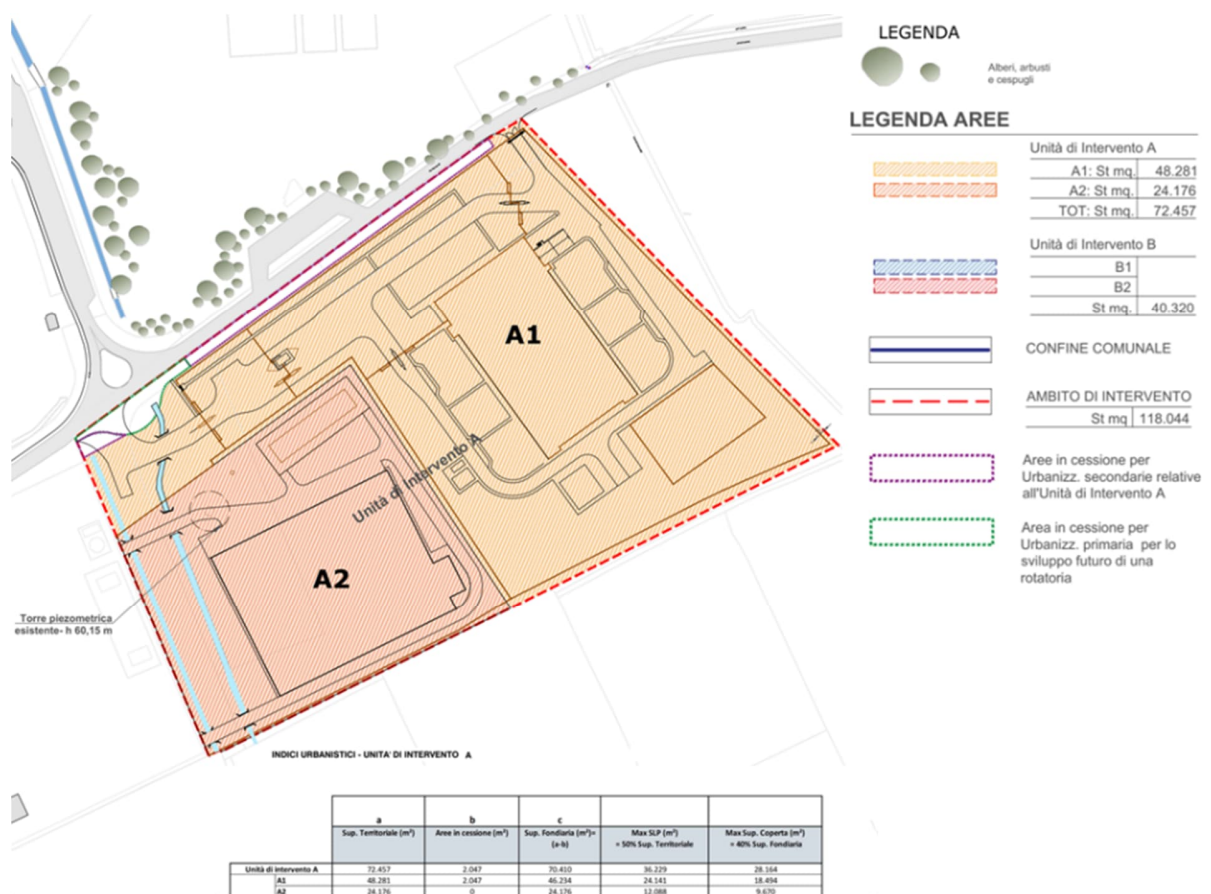 LEGENDA
Alberi, arbusti
e cespugli
LEGENDA AREE
Unità di Intervento A
A1: St mq. 48.281
A2: St mq. 24.176
TOT: St mq. 72.457
Unità di Intervento B
B1
B2
St mq. 40.320
CONFINE COMUNALE
AMBITO DI INTERVENTO
St mq 118.044
Aree in cessione per
Urbanizz. secondarie relative
all'Unità di Intervento A
Area in cessione per
Urbanizz. primaria per lo
sviluppo futuro di una
rotatoria
A1
Unità di Intervento A
A2
Torre piezometrica
esistente- h 60,15 m
INDICI URBANISTICI - UNITA' DI INTERVENTO A
a b c
Sup. Territoriale (m²) Aree in cessione (m²) Sup. Fondiaria (m²)= Max SLP (m²) Max Sup. Coperta (m²)
(a-b) = 50% Sup. Territoriale = 40% Sup. Fondiaria
Unità di intervento A 72.457 2.047 70.410 36.229 28.164
A1 48.281 2.047 46.234 24.141 18.494
A2 24.176 0 24.176 12.088 9.670